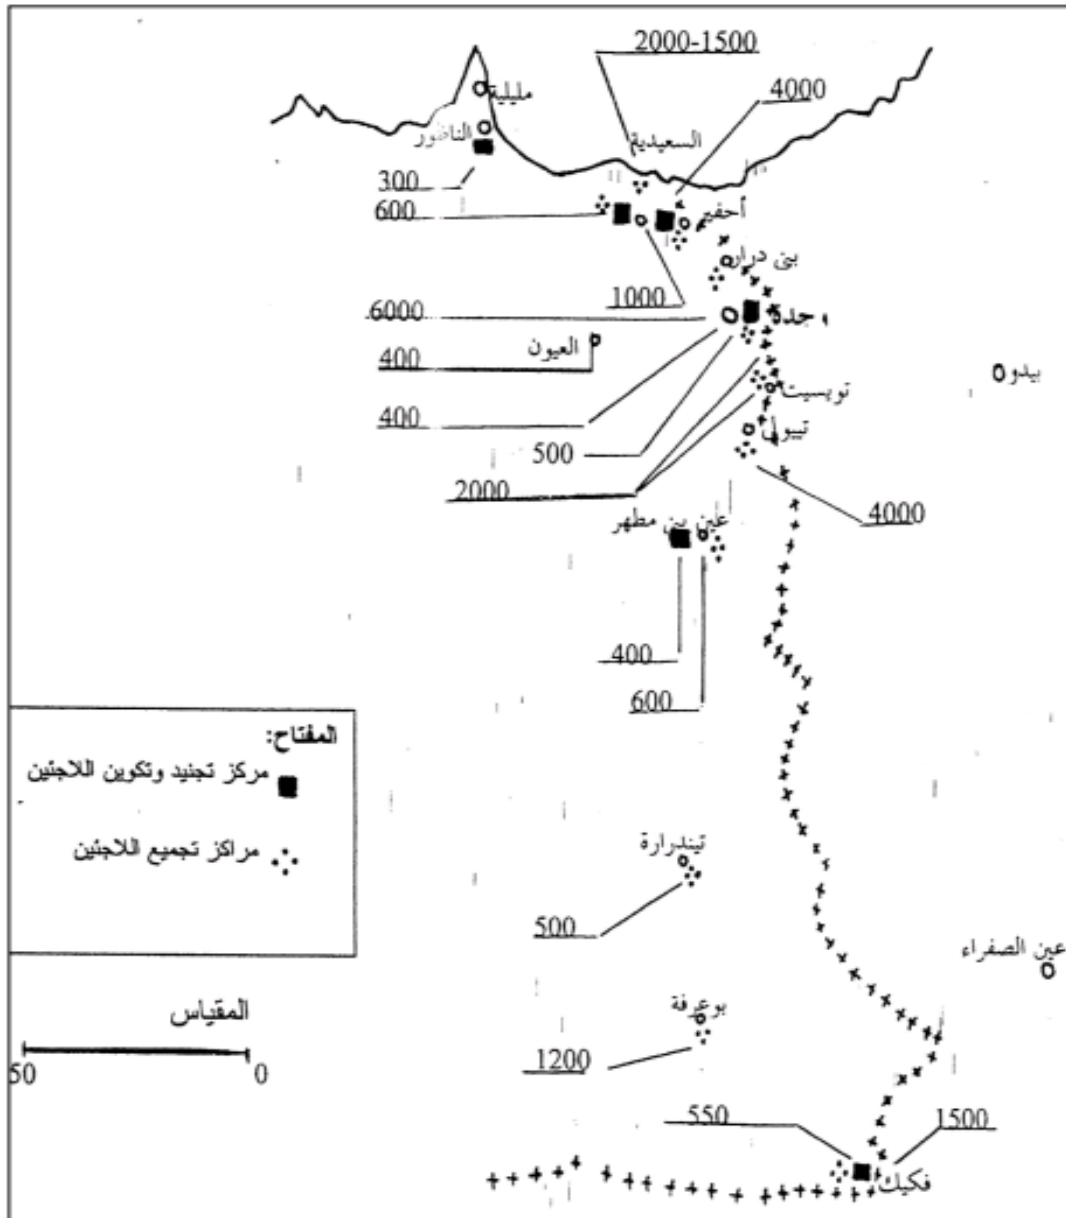 2000-1500
4000
مليلية
الناظور
السعيدية
300
600
أحفير
بني درار
1000
6000
وجدة
العيون
400
بيدو
تويسيت
400
تييولي
500
2000
4000
عين بني مطهر
400
600
المفتاح:
مركز تجنيد وتكوين اللاجئين
مراكز تجميع اللاجئين
تيندرارة
500
عين الصفراء
المقياس
50
0
بوعرفة
1200
550
1500
فكيك